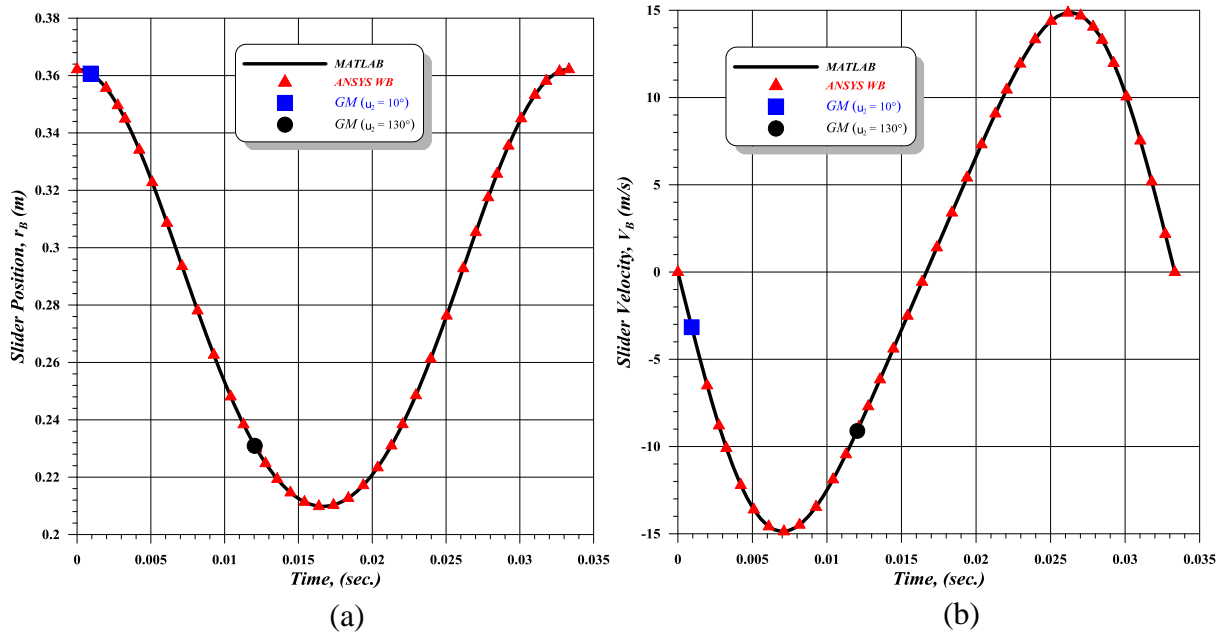 0.38
0.36
0.34
0.32
0.3
0.28
0.26
0.24
0.22
0.2
Slider Position, r_B (m)
MATLAB
ANSYS WB
GM (u₂ = 10°)
GM (u₂ = 130°)
0 0.005 0.01 0.015 0.02 0.025 0.03 0.035
Time, (sec.)
(a)
15
10
5
0
-5
-10
-15
Slider Velocity, V_B (m/s)
MATLAB
ANSYS WB
GM (u₂ = 10°)
GM (u₂ = 130°)
0 0.005 0.01 0.015 0.02 0.025 0.03 0.035
Time, (sec.)
(b)